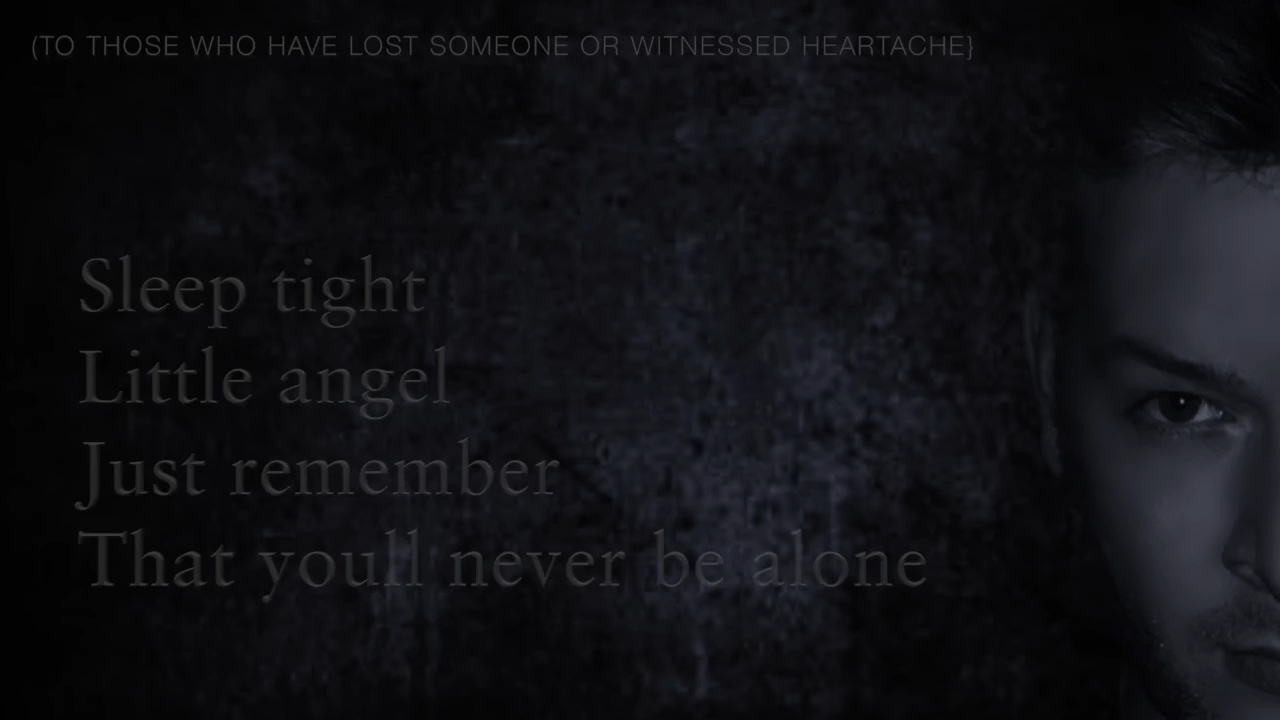 (TO THOSE WHO HAVE LOST SOMEONE OR WITNESSED HEARTACHE}
Sleep tight
Little angel
Just remember
That youll never be alone